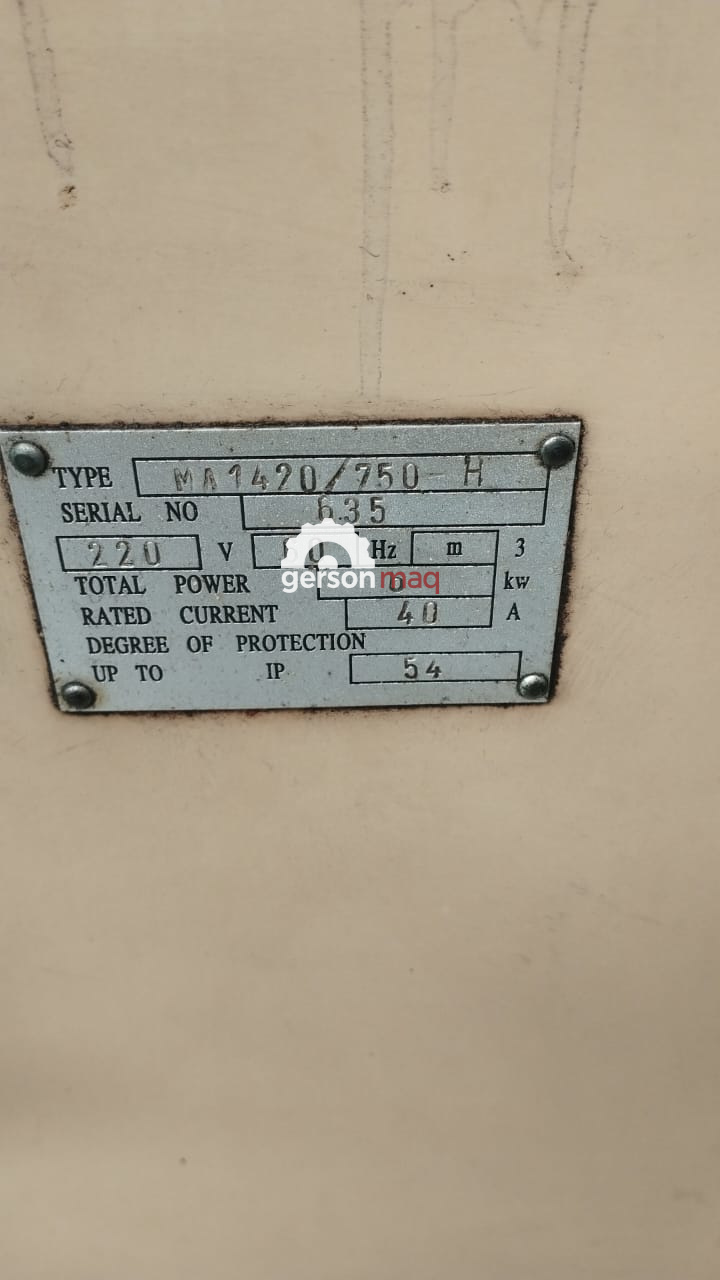 TYPE MA1420/750-H
SERIAL NO 635
220 V Hz m 3
gersonmaq
TOTAL POWER kw
RATED CURRENT 40 A
DEGREE OF PROTECTION
UP TO IP 54